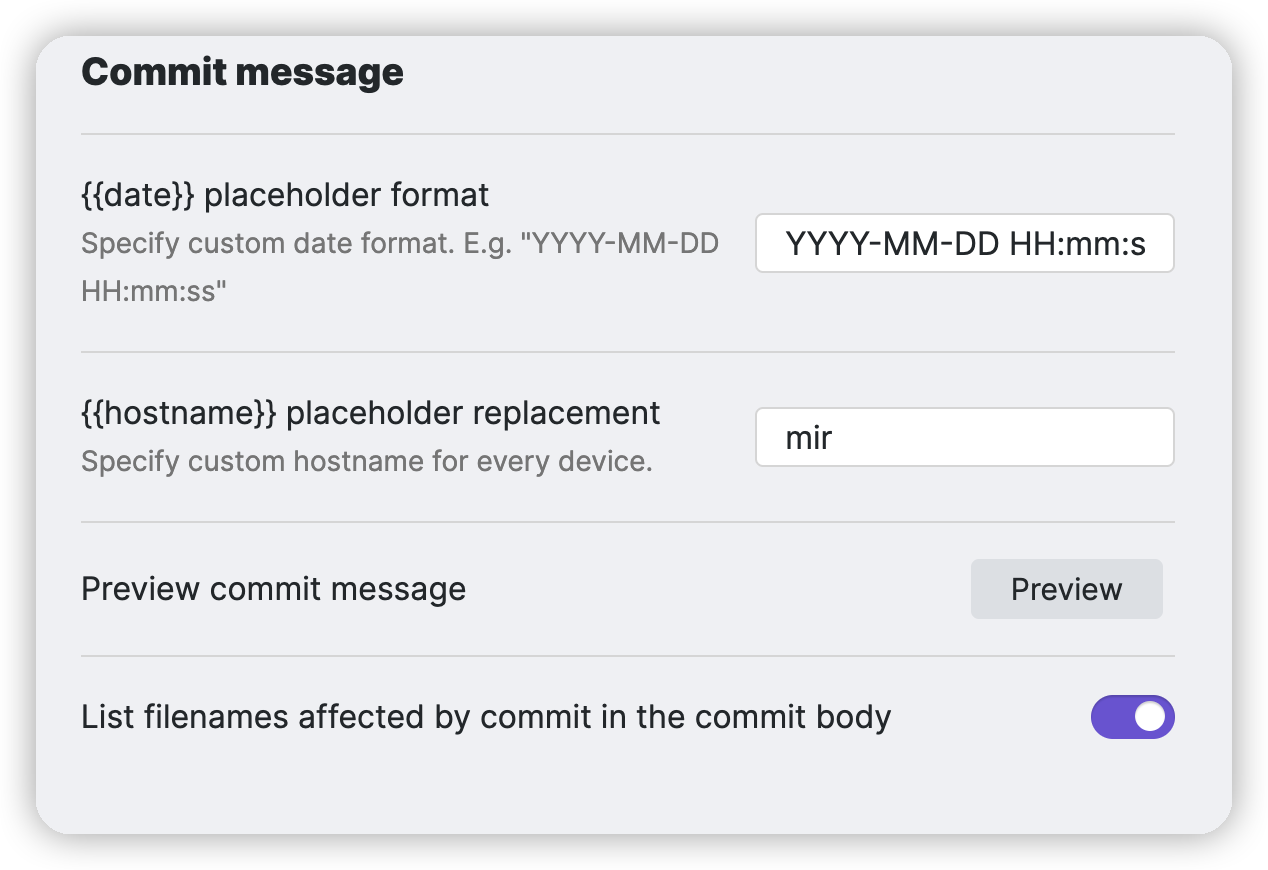 Commit message
{{date}} placeholder format
Specify custom date format. E.g. "YYYY-MM-DD
HH:mm:ss"
YYYY-MM-DD HH:mm:s
{{hostname}} placeholder replacement
Specify custom hostname for every device.
mir
Preview commit message
Preview
List filenames affected by commit in the commit body